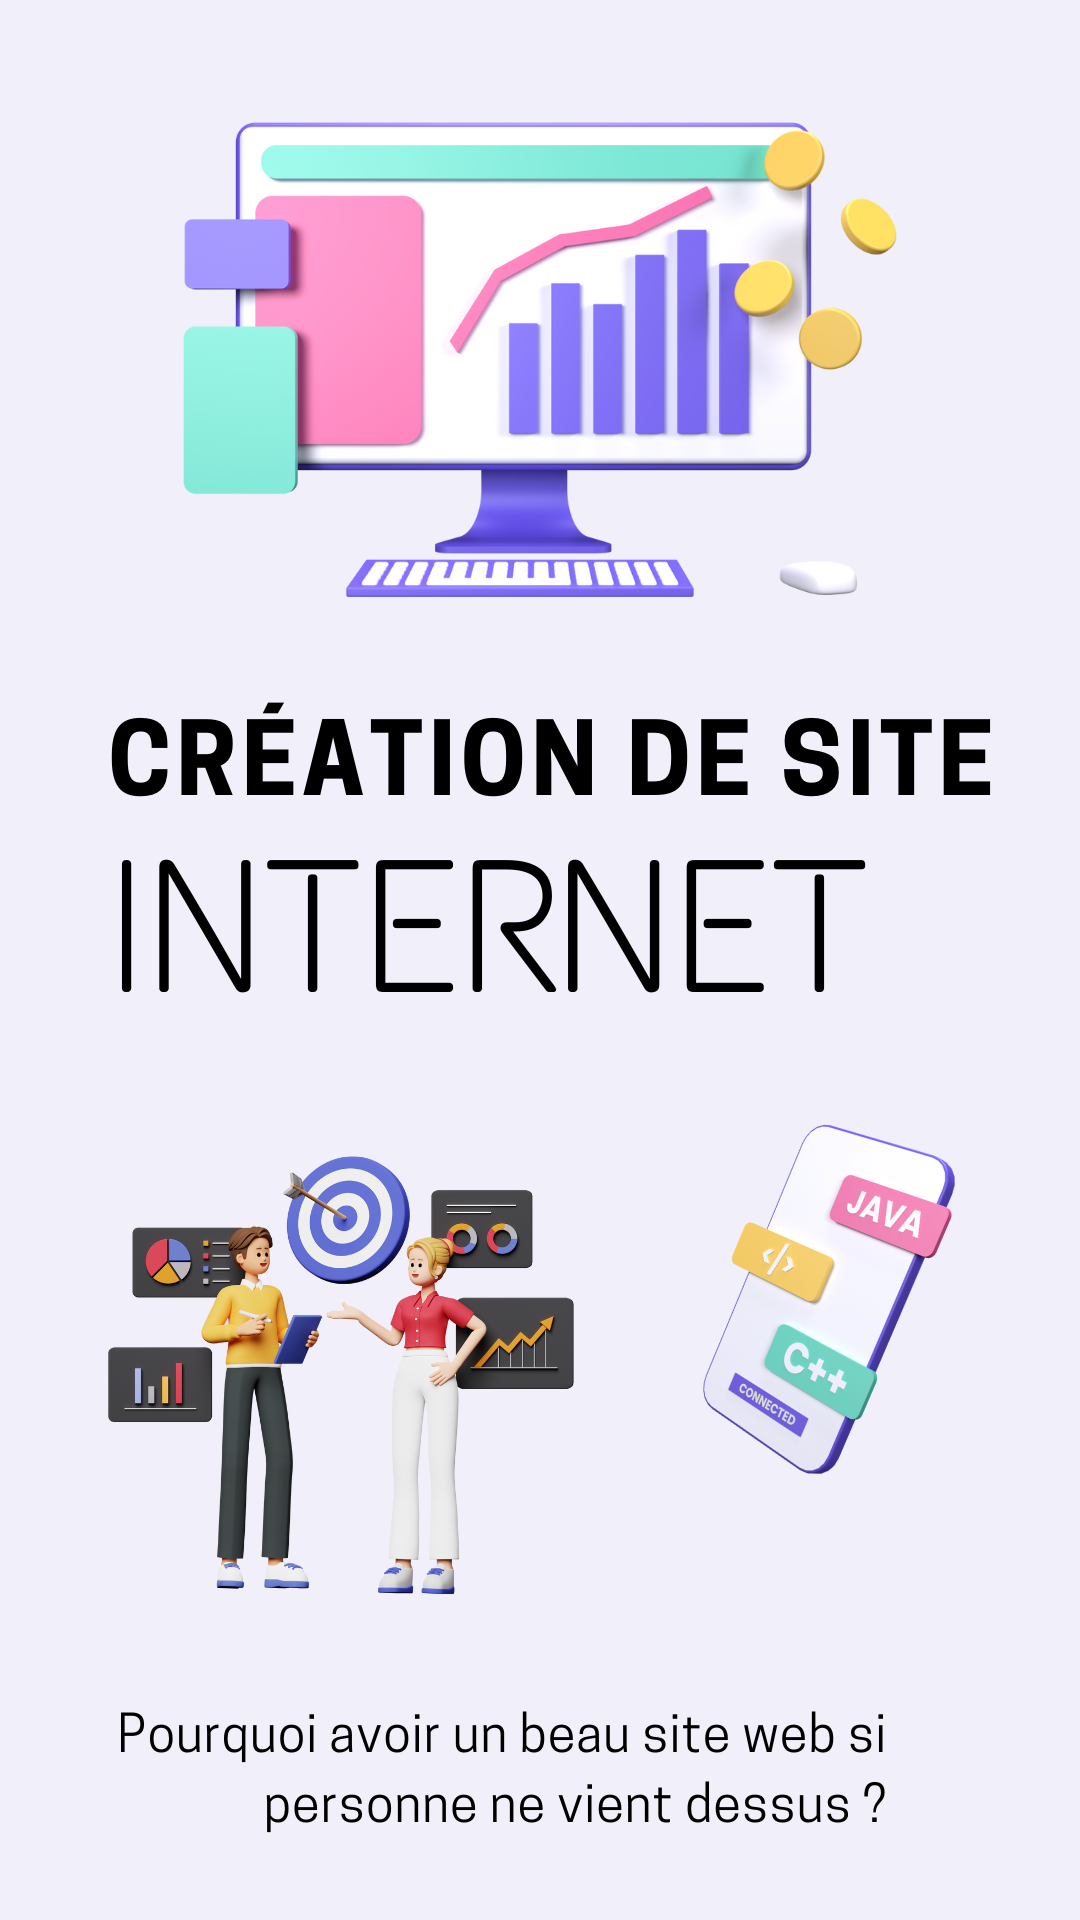 CRÉATION DE SITE
INTERNET
JAVA
</>
C++
CONNECTED
Pourquoi avoir un beau site web si
personne ne vient dessus ?